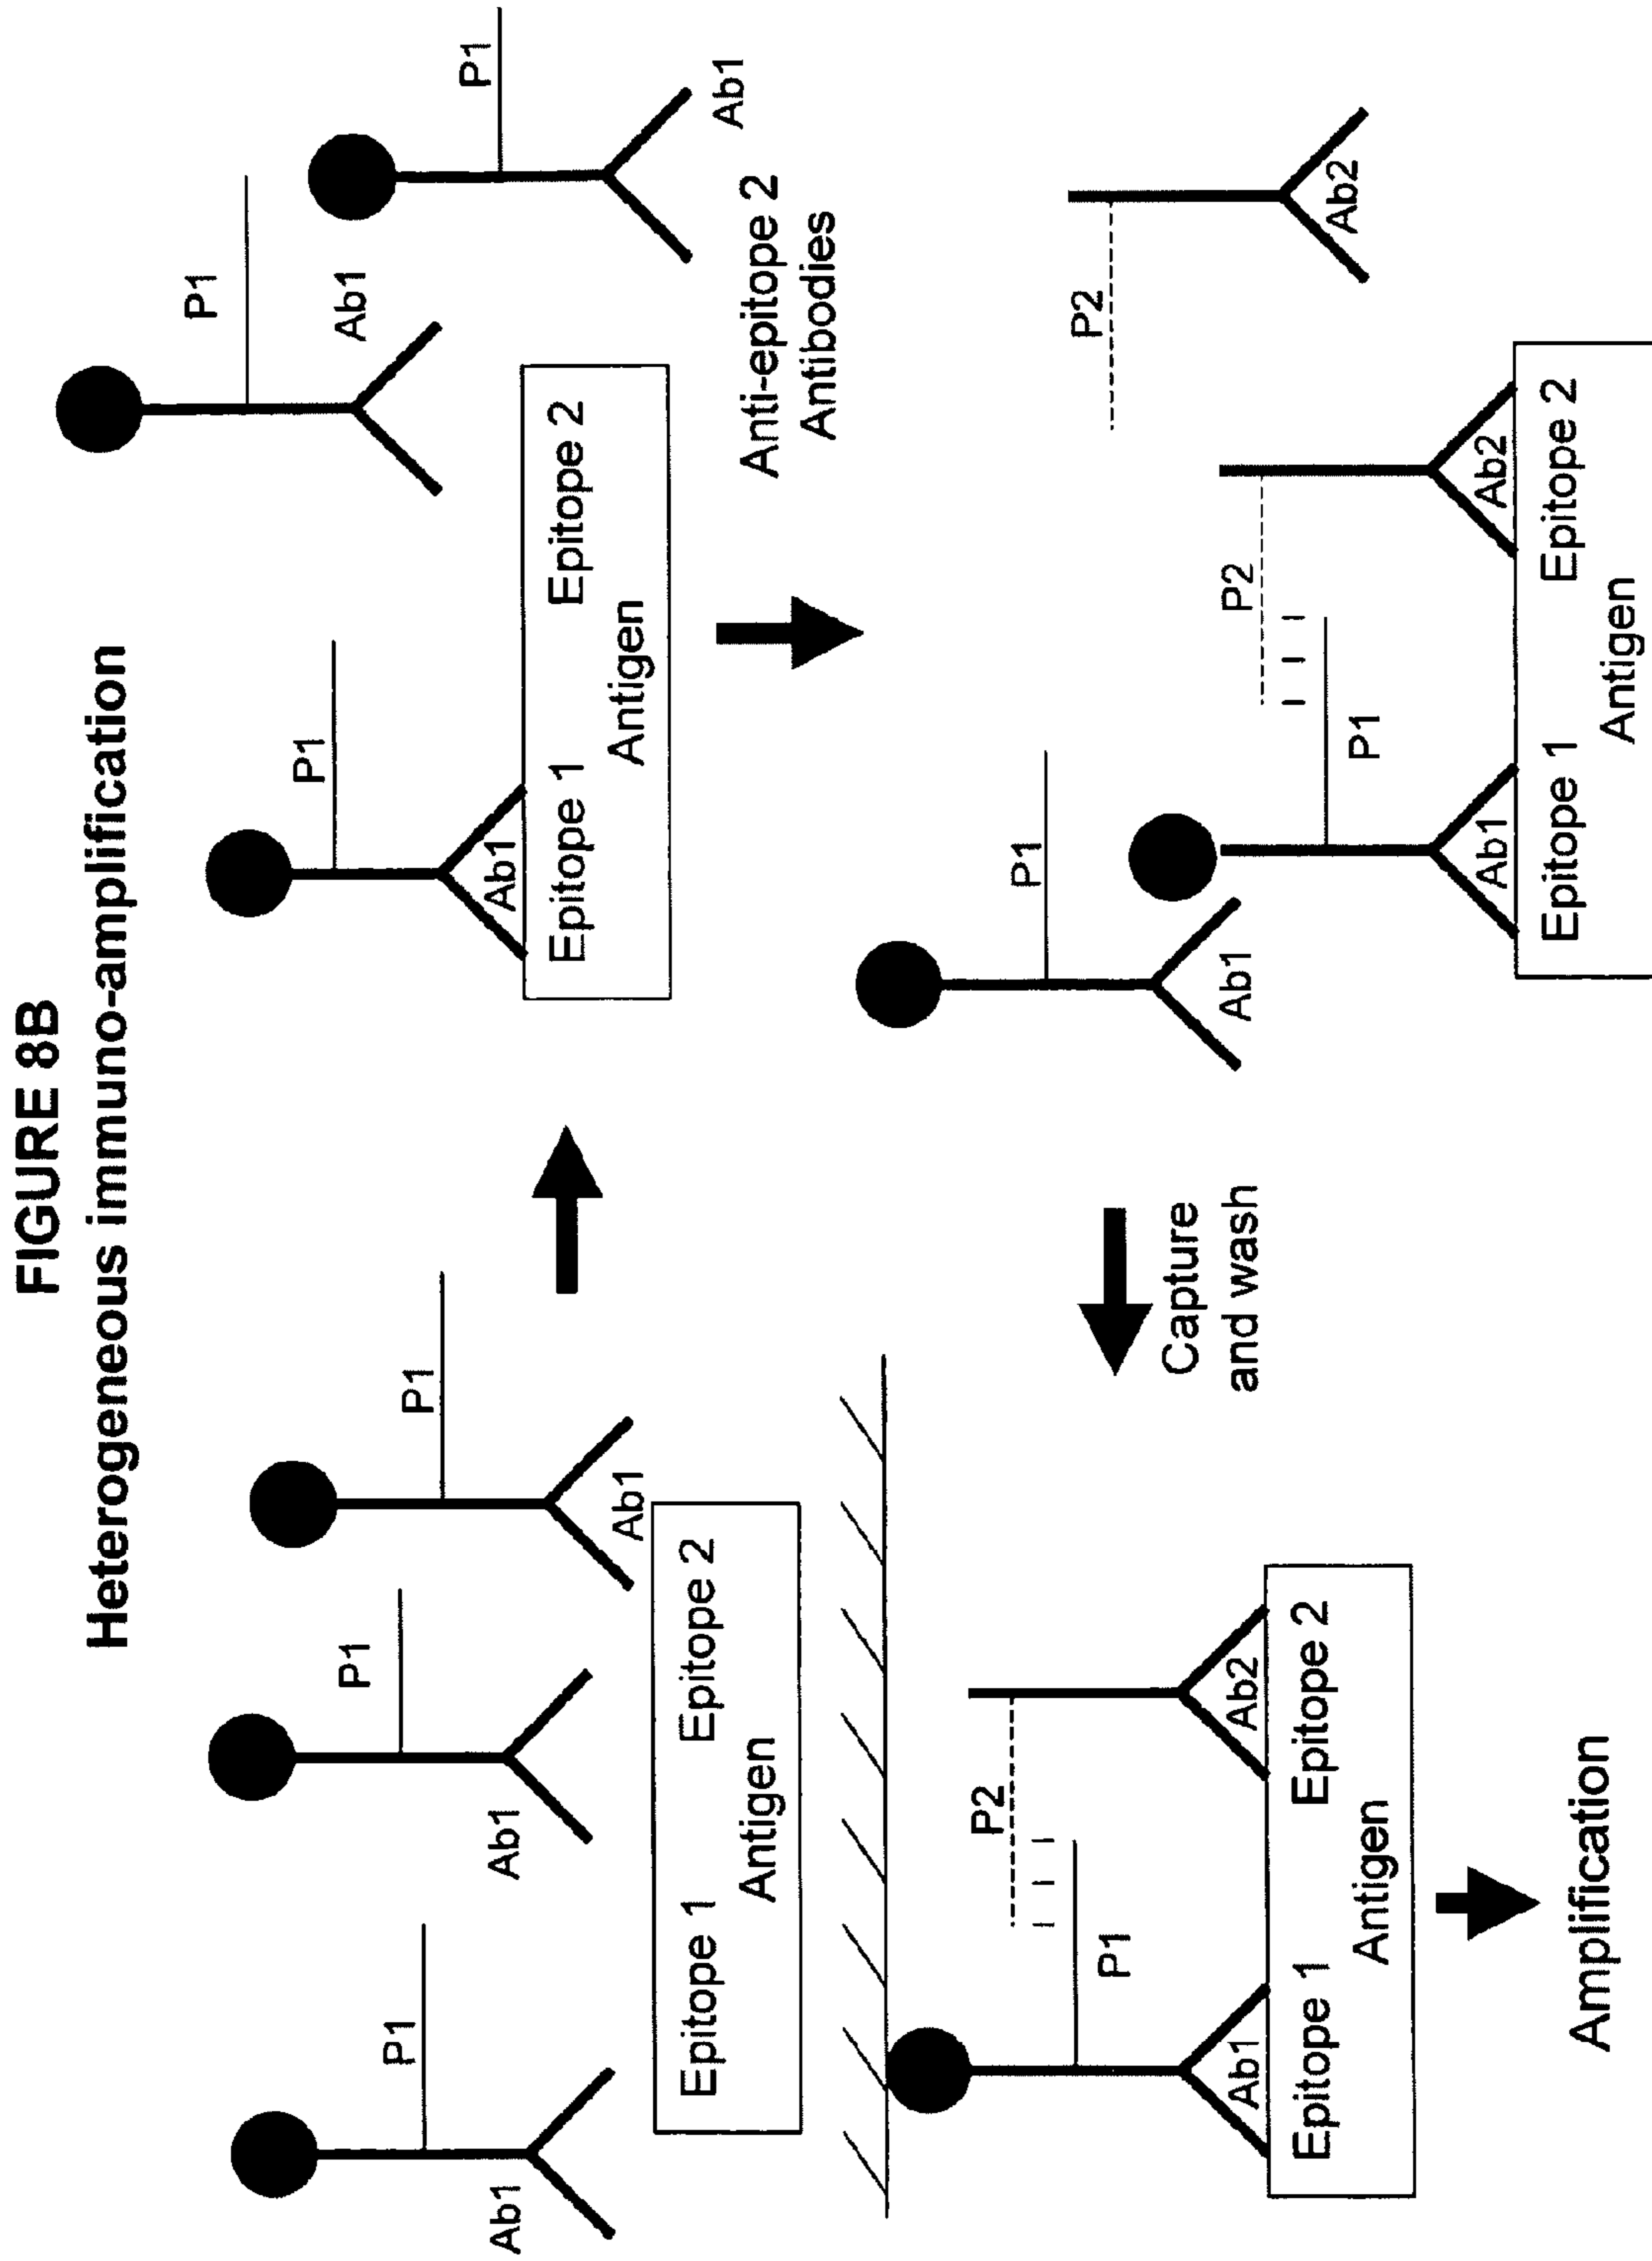 FIGURE 8B
Heterogeneous immuno-amplification
P1
P1
P1
Ab1
Ab1
Ab1
Epitope 1 Epitope 2
Antigen
P1
P1
P1
Ab1
Ab1
Ab1
Epitope 1 Epitope 2
Antigen
Anti-epitope 2
Antibodies
P1
P2
P2
Ab1
P1
Ab2
Ab1
Ab2
Epitope 1 Epitope 2
Antigen
Capture
and wash
P2
P1
Ab1
Ab2
Epitope 1 Epitope 2
Antigen
Amplification